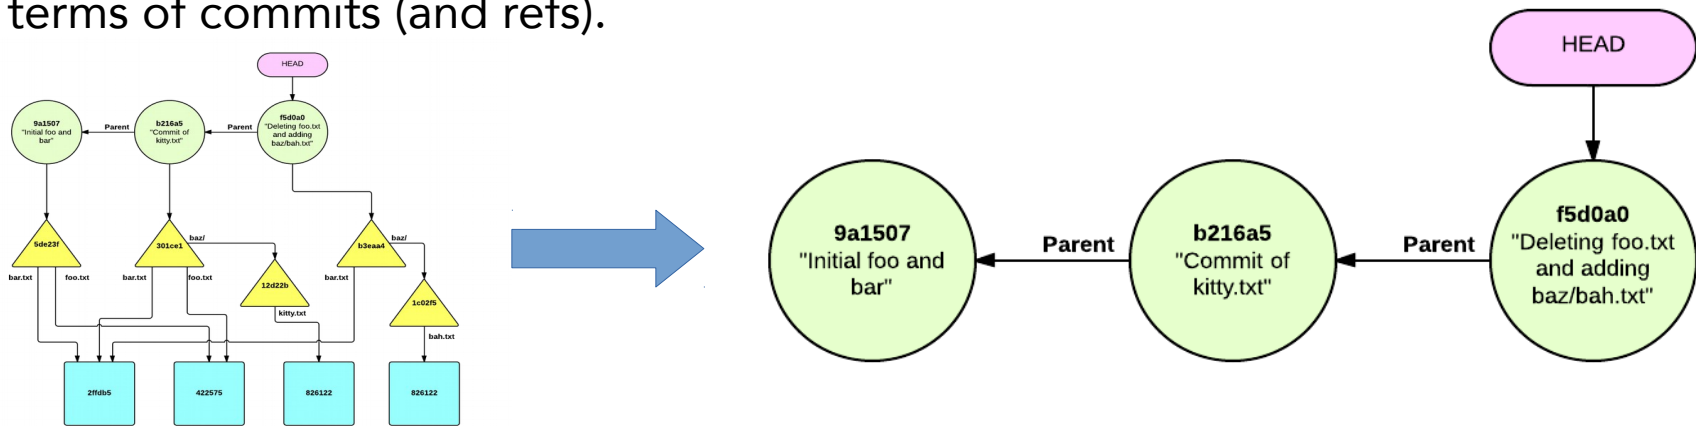 terms of commits (and refs).
HEAD
9a1507
"Initial foo and
bar"
Parent
b216a5
"Commit of
kitty.txt"
Parent
f5d0a0
"Deleting foo.txt
and adding
baz/bah.txt"
5de23f
301ce1
baz/
b3eaa4
baz/
bar.txt
foo.txt
bar.txt
foo.txt
12d22b
bar.txt
1c02f5
kitty.txt
bah.txt
2ffdb5
422575
826122
826122
HEAD
9a1507
"Initial foo and
bar"
Parent
b216a5
"Commit of
kitty.txt"
Parent
f5d0a0
"Deleting foo.txt
and adding
baz/bah.txt"